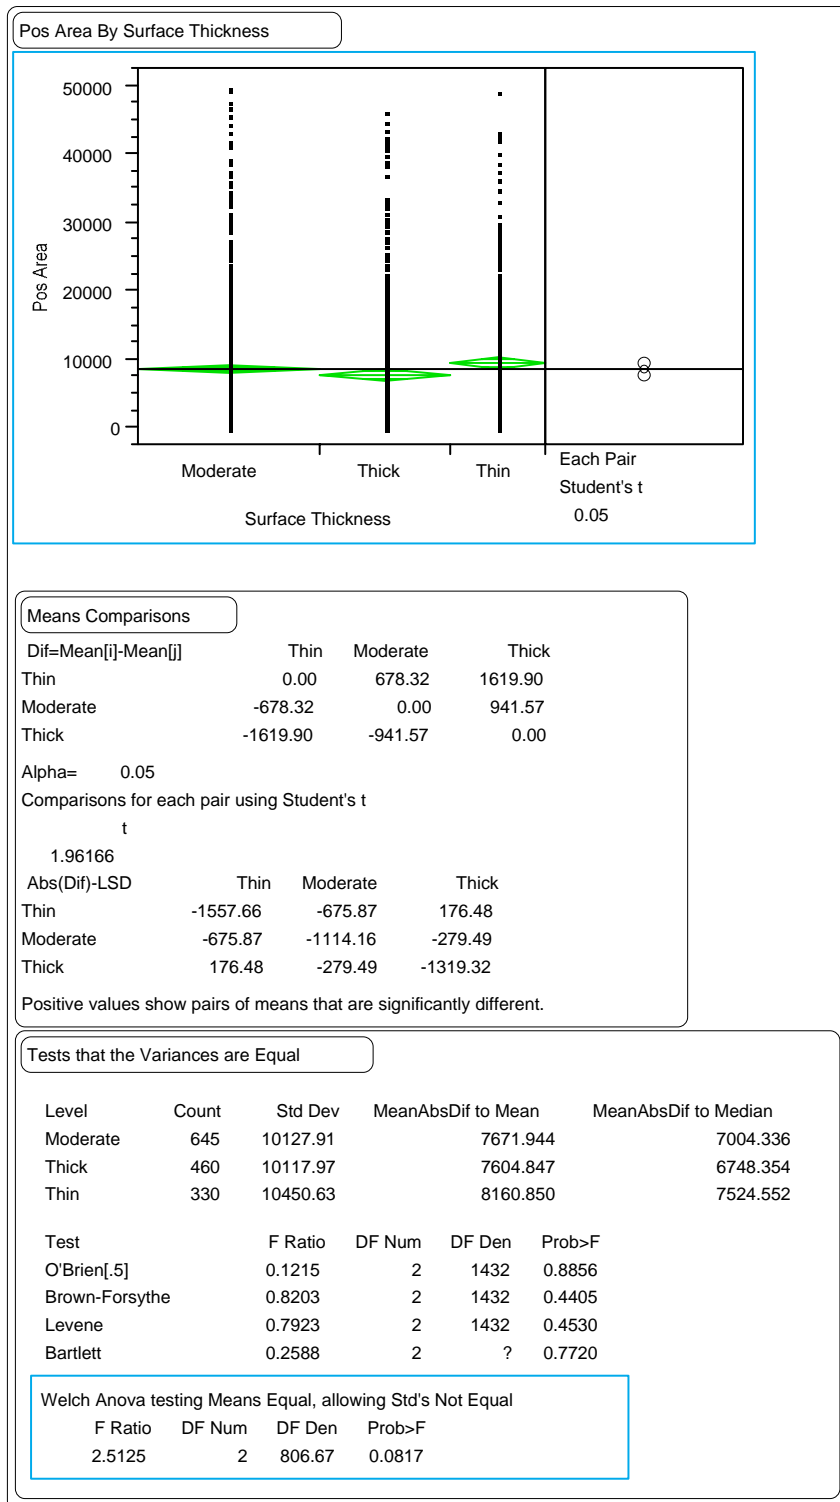 Pos Area By Surface Thickness
50000
40000
30000
20000
10000
0
Pos Area
Moderate Thick Thin
Surface Thickness
Each Pair
Student's t
0.05
Means Comparisons
Dif=Mean[i]-Mean[j] Thin Moderate Thick
Thin 0.00 678.32 1619.90
Moderate -678.32 0.00 941.57
Thick -1619.90 -941.57 0.00
Alpha= 0.05
Comparisons for each pair using Student's t
t
1.96166
Abs(Dif)-LSD Thin Moderate Thick
Thin -1557.66 -675.87 176.48
Moderate -675.87 -1114.16 -279.49
Thick 176.48 -279.49 -1319.32
Positive values show pairs of means that are significantly different.
Tests that the Variances are Equal
Level Count Std Dev MeanAbsDif to Mean MeanAbsDif to Median
Moderate 645 10127.91 7671.944 7004.336
Thick 460 10117.97 7604.847 6748.354
Thin 330 10450.63 8160.850 7524.552
Test F Ratio DF Num DF Den Prob>F
O'Brien[.5] 0.1215 2 1432 0.8856
Brown-Forsythe 0.8203 2 1432 0.4405
Levene 0.7923 2 1432 0.4530
Bartlett 0.2588 2 ? 0.7720
Welch Anova testing Means Equal, allowing Std's Not Equal
F Ratio DF Num DF Den Prob>F
2.5125 2 806.67 0.0817